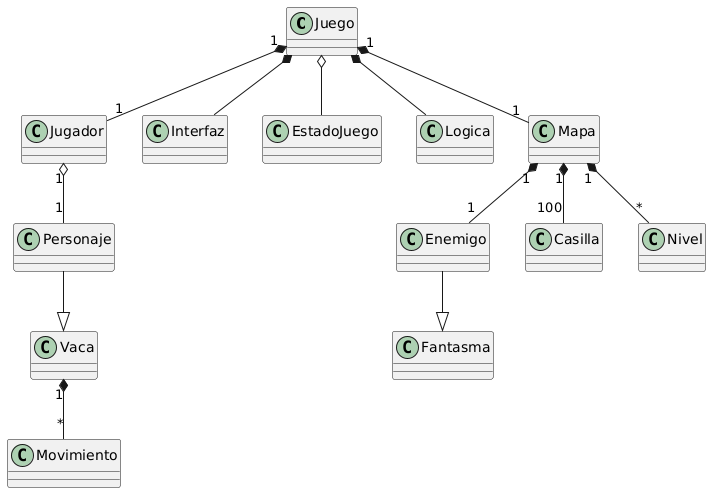 C Juego
1
1
1
1
C Jugador
C Interfaz
C EstadoJuego
C Logica
C Mapa
1
1
1
1
1
1
100
*
C Personaje
C Enemigo
C Casilla
C Nivel
C Vaca
C Fantasma
1
*
C Movimiento